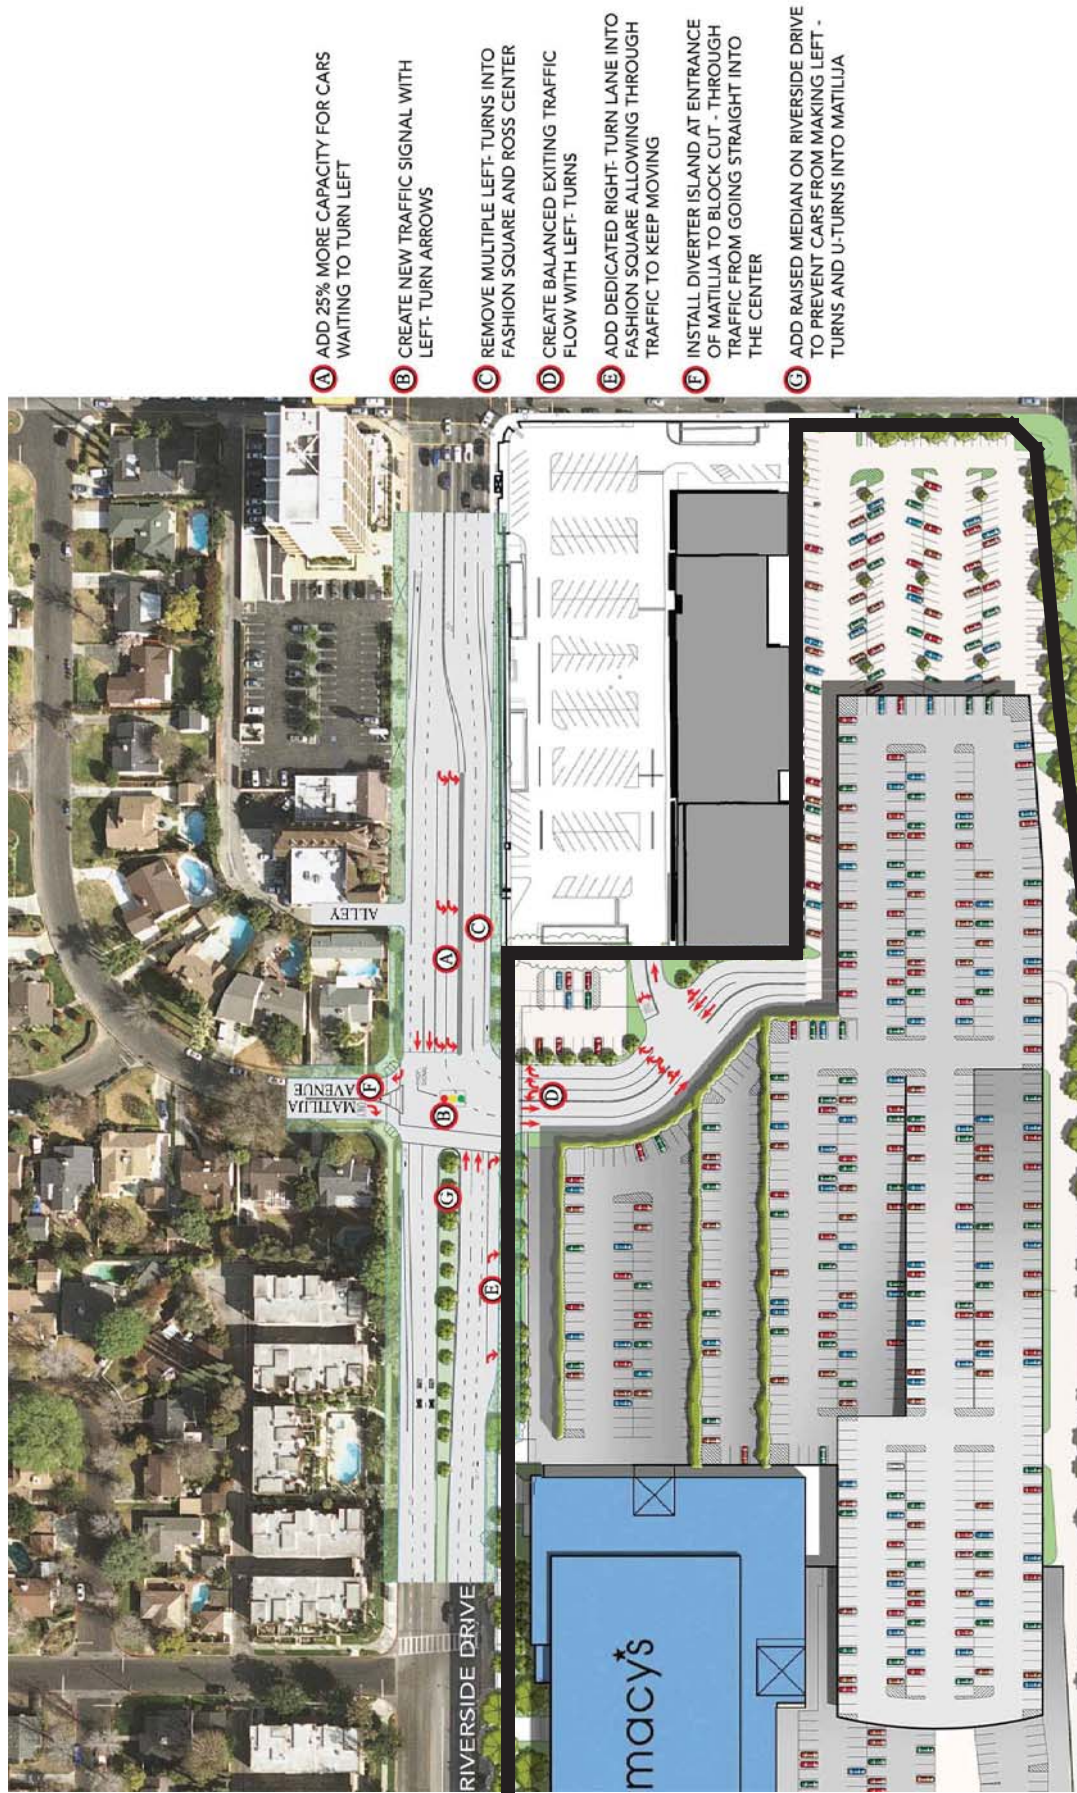 A ADD 25% MORE CAPACITY FOR CARS
WAITING TO TURN LEFT
B CREATE NEW TRAFFIC SIGNAL WITH
LEFT- TURN ARROWS
C REMOVE MULTIPLE LEFT- TURNS INTO
FASHION SQUARE AND ROSS CENTER
D CREATE BALANCED EXITING TRAFFIC
FLOW WITH LEFT- TURNS
E ADD DEDICATED RIGHT- TURN LANE INTO
FASHION SQUARE ALLOWING THROUGH
TRAFFIC TO KEEP MOVING
F INSTALL DIVERTER ISLAND AT ENTRANCE
OF MATILIJA TO BLOCK CUT - THROUGH
TRAFFIC FROM GOING STRAIGHT INTO
THE CENTER
G ADD RAISED MEDIAN ON RIVERSIDE DRIVE
TO PREVENT CARS FROM MAKING LEFT -
TURNS AND U-TURNS INTO MATILIJA
ALLEY
MATILIJA
AVENUE
F
A
C
B
D
G
E
RIVERSIDE DRIVE
macy's